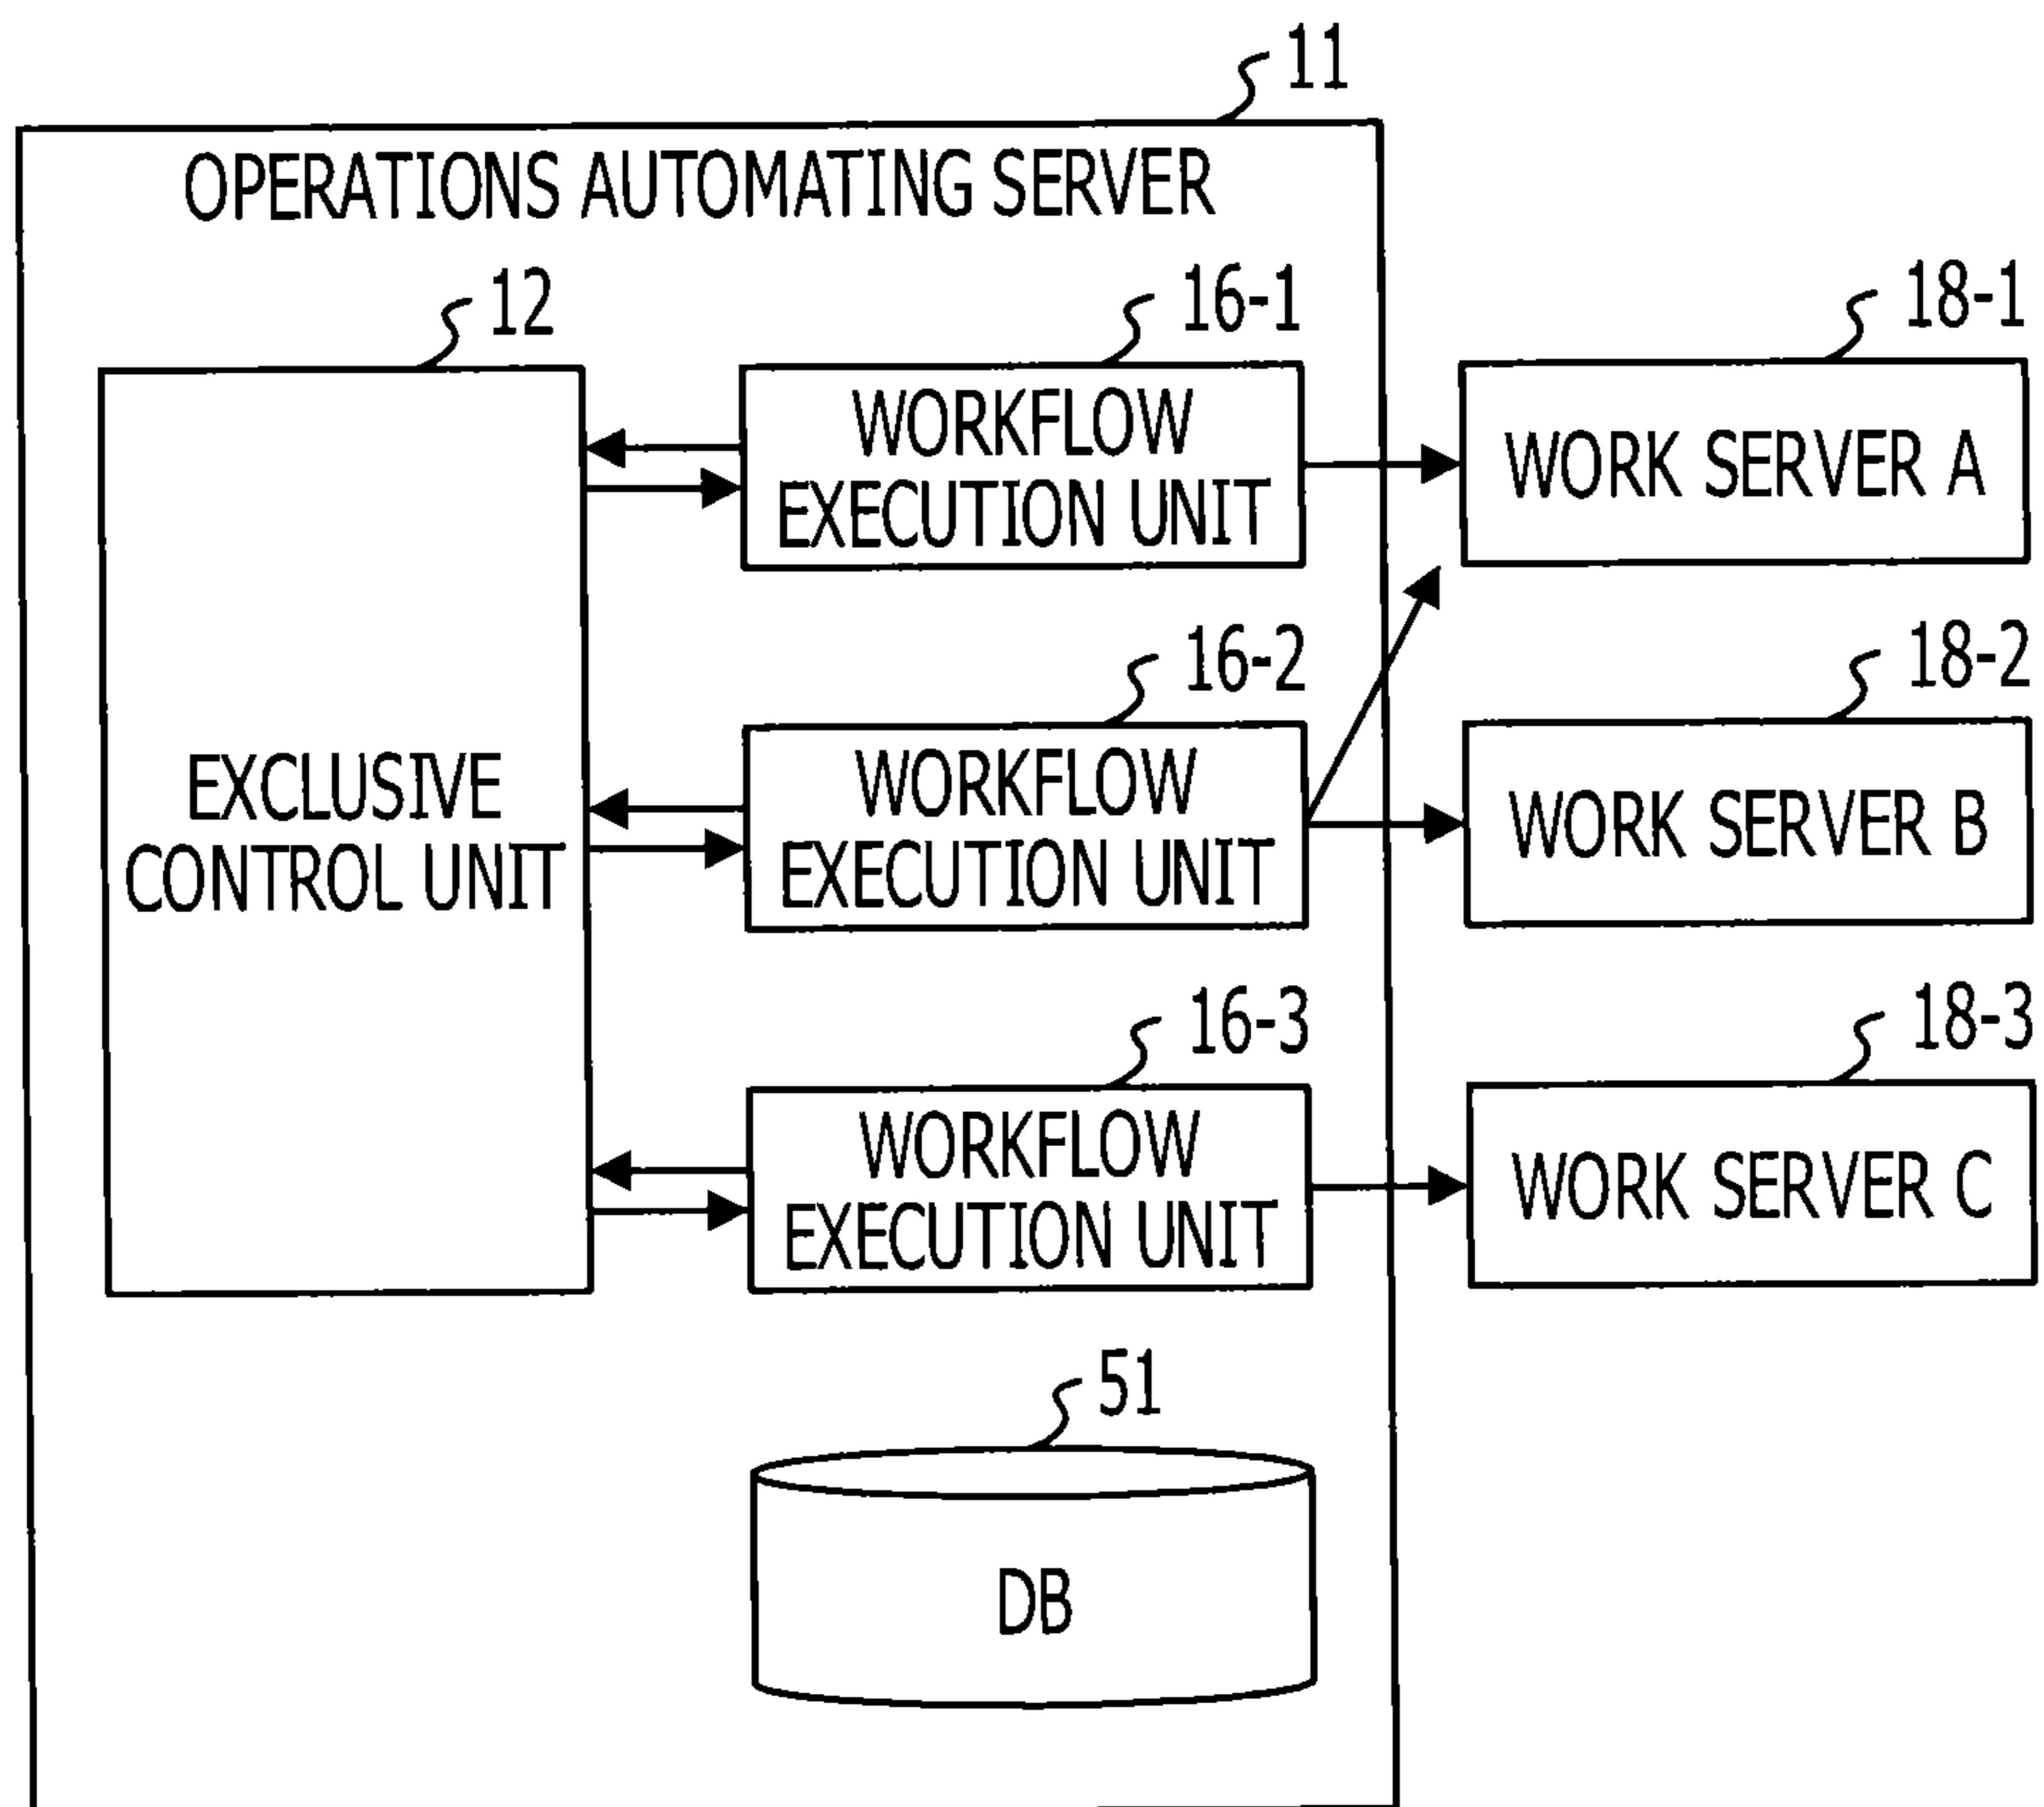 11
OPERATIONS AUTOMATING SERVER
12
16-1
18-1
WORKFLOW
EXECUTION UNIT
WORK SERVER A
16-2
18-2
EXCLUSIVE
CONTROL UNIT
WORKFLOW
EXECUTION UNIT
WORK SERVER B
16-3
18-3
WORKFLOW
EXECUTION UNIT
WORK SERVER C
51
DB